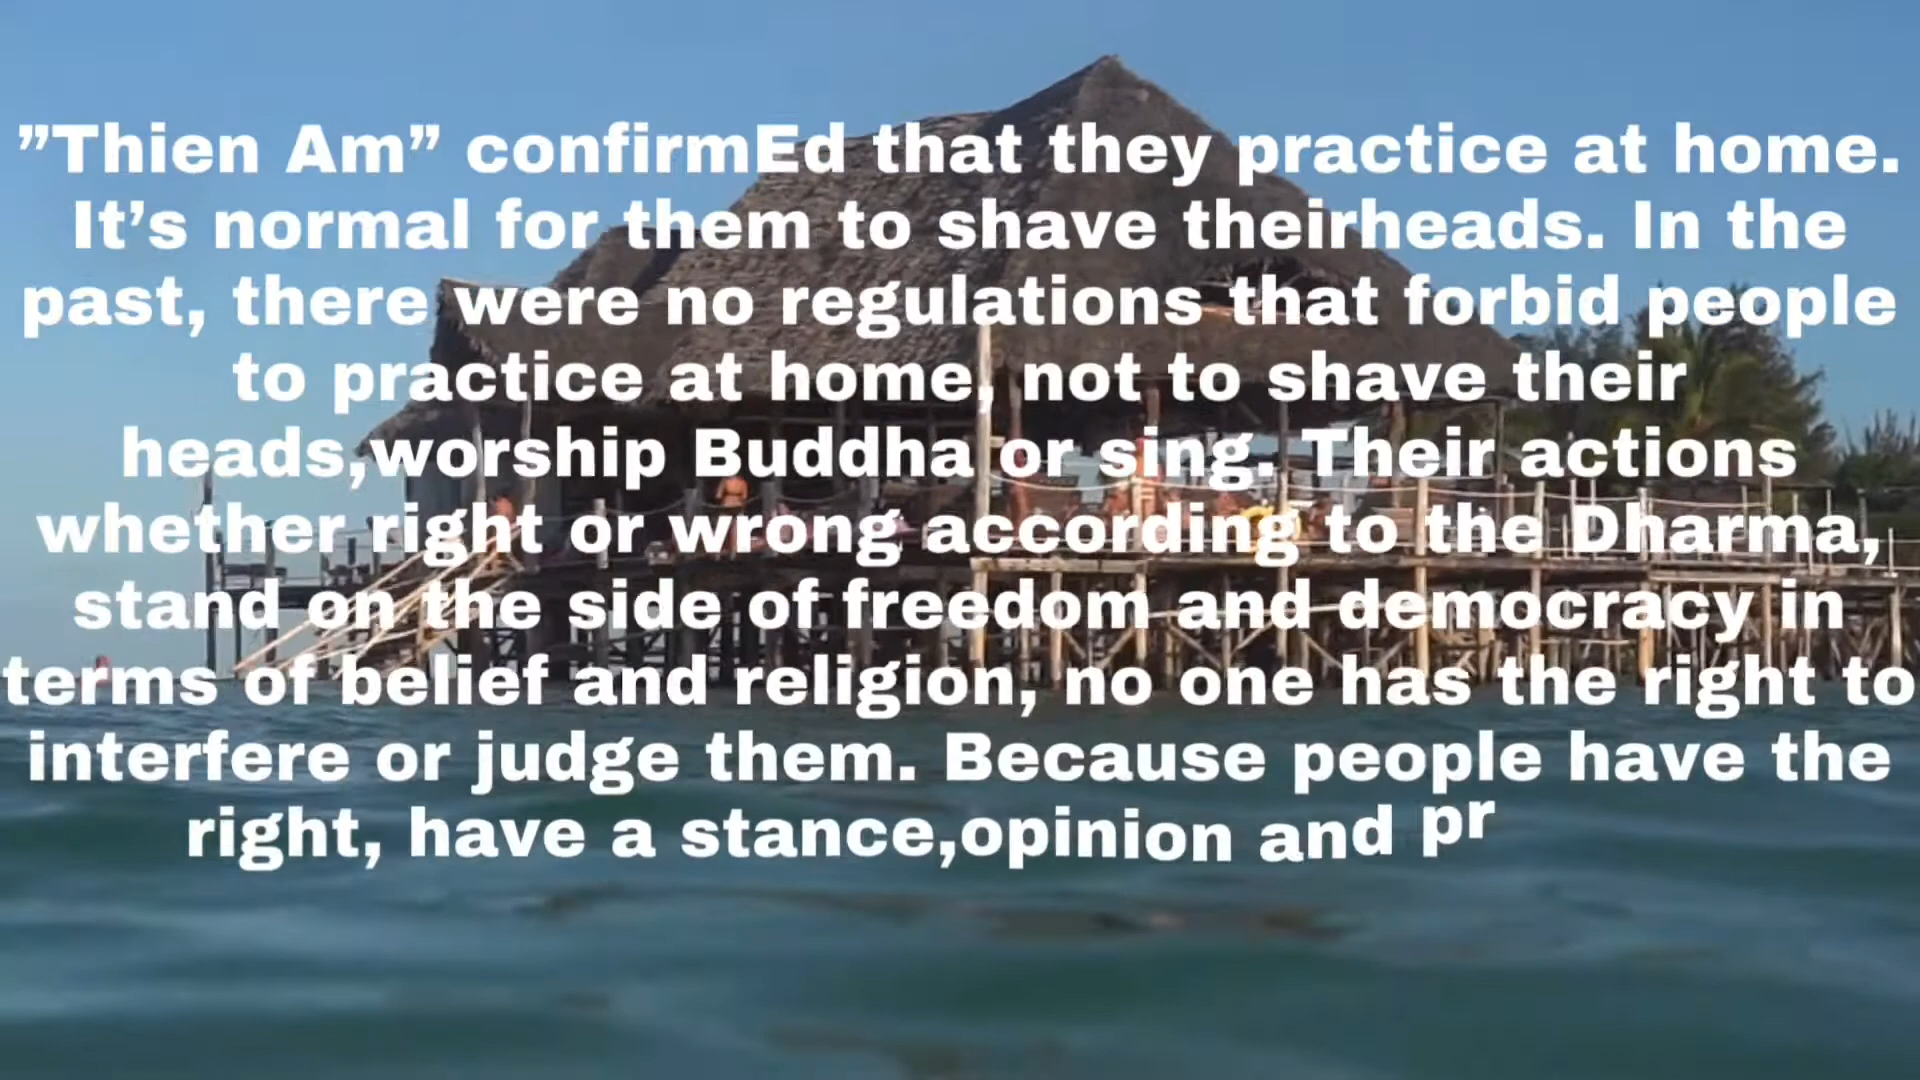 ”Thien Am” confirmEd that they practice at home.
It’s normal for them to shave theirheads. In the
past, there were no regulations that forbid people
to practice at home, not to shave their
heads,worship Buddha or sing. Their actions
whether right or wrong according to the Dharma,
stand on the side of freedom and democracy in
terms of belief and religion, no one has the right to
interfere or judge them. Because people have the
right, have a stance,opinion and pr